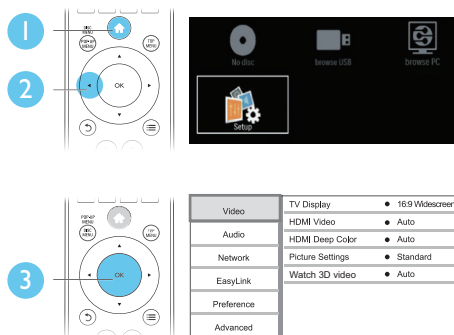 1
DISC
MENU
POP-UP
MENU
TOP
MENU
2
OK
No disc
browse USB
browse PC
Setup
3
POP-UP
MENU
TOP
MENU
OK
Video
Audio
Network
EasyLink
Preference
Advanced
TV Display ● 16:9 Widescreen
HDMI Video ● Auto
HDMI Deep Color ● Auto
Picture Settings ● Standard
Watch 3D video ● Auto